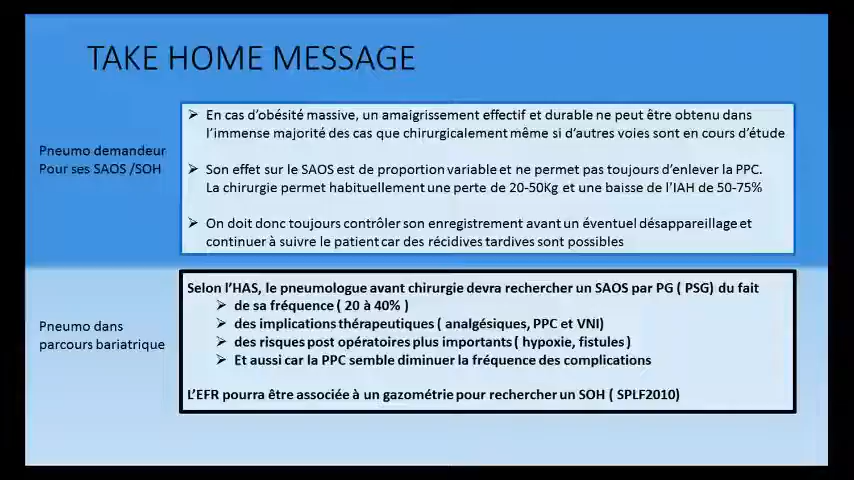 TAKE HOME MESSAGE
Pneumo demandeur
Pour ses SAOS /SOH
➢ En cas d'obésité massive, un amaigrissement effectif et durable ne peut être obtenu dans
l'immense majorité des cas que chirurgicalement même si d'autres voies sont en cours d'étude
➢ Son effet sur le SAOS est de proportion variable et ne permet pas toujours d'enlever la PPC.
La chirurgie permet habituellement une perte de 20-50Kg et une baisse de l'IAH de 50-75%
➢ On doit donc toujours contrôler son enregistrement avant un éventuel désappareillage et
continuer à suivre le patient car des récidives tardives sont possibles
Pneumo dans
parcours bariatrique
Selon l'HAS, le pneumologue avant chirurgie devra rechercher un SAOS par PG ( PSG) du fait
➢ de sa fréquence ( 20 à 40% )
➢ des implications thérapeutiques ( analgésiques, PPC et VNI)
➢ des risques post opératoires plus importants ( hypoxie, fistules )
➢ Et aussi car la PPC semble diminuer la fréquence des complications
L'EFR pourra être associée à un gazométrie pour rechercher un SOH ( SPLF2010)